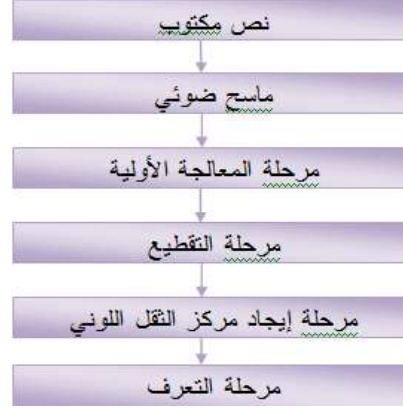 نص مكتوب
ماسح ضوئي
مرحلة المعالجة الأولية
مرحلة التقطيع
مرحلة إيجاد مركز الثقل اللوني
مرحلة التعرف